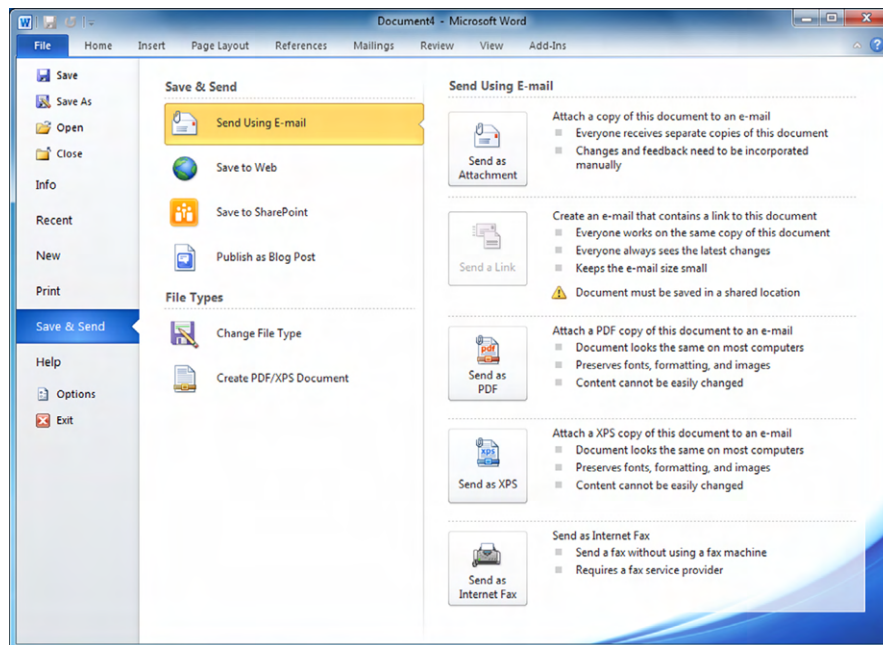 Document4 - Microsoft Word
File Home Insert Page Layout References Mailings Review View Add-Ins
Save
Save As
Open
Close
Info
Recent
New
Print
Save & Send
Help
Options
Exit
Save & Send
Send Using E-mail
Save to Web
Save to SharePoint
Publish as Blog Post
File Types
Change File Type
Create PDF/XPS Document
Send Using E-mail
Send as
Attachment
Attach a copy of this document to an e-mail
Everyone receives separate copies of this document
Changes and feedback need to be incorporated
manually
Send a Link
Create an e-mail that contains a link to this document
Everyone works on the same copy of this document
Everyone always sees the latest changes
Keeps the e-mail size small
Document must be saved in a shared location
pdf
Send as
PDF
Attach a PDF copy of this document to an e-mail
Document looks the same on most computers
Preserves fonts, formatting, and images
Content cannot be easily changed
xps
Send as XPS
Attach a XPS copy of this document to an e-mail
Document looks the same on most computers
Preserves fonts, formatting, and images
Content cannot be easily changed
Send as
Internet Fax
Send as Internet Fax
Send a fax without using a fax machine
Requires a fax service provider